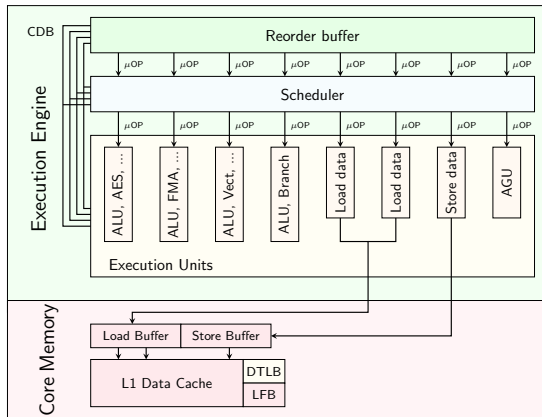 CDB
Reorder buffer
μOP μOP μOP μOP μOP μOP μOP μOP
Scheduler
μOP μOP μOP μOP μOP μOP μOP μOP
Execution Engine
ALU, AES, ...
ALU, FMA, ...
ALU, Vect, ...
ALU, Branch
Load data
Load data
Store data
AGU
Execution Units
Core Memory
Load Buffer
Store Buffer
L1 Data Cache
DTLB
LFB